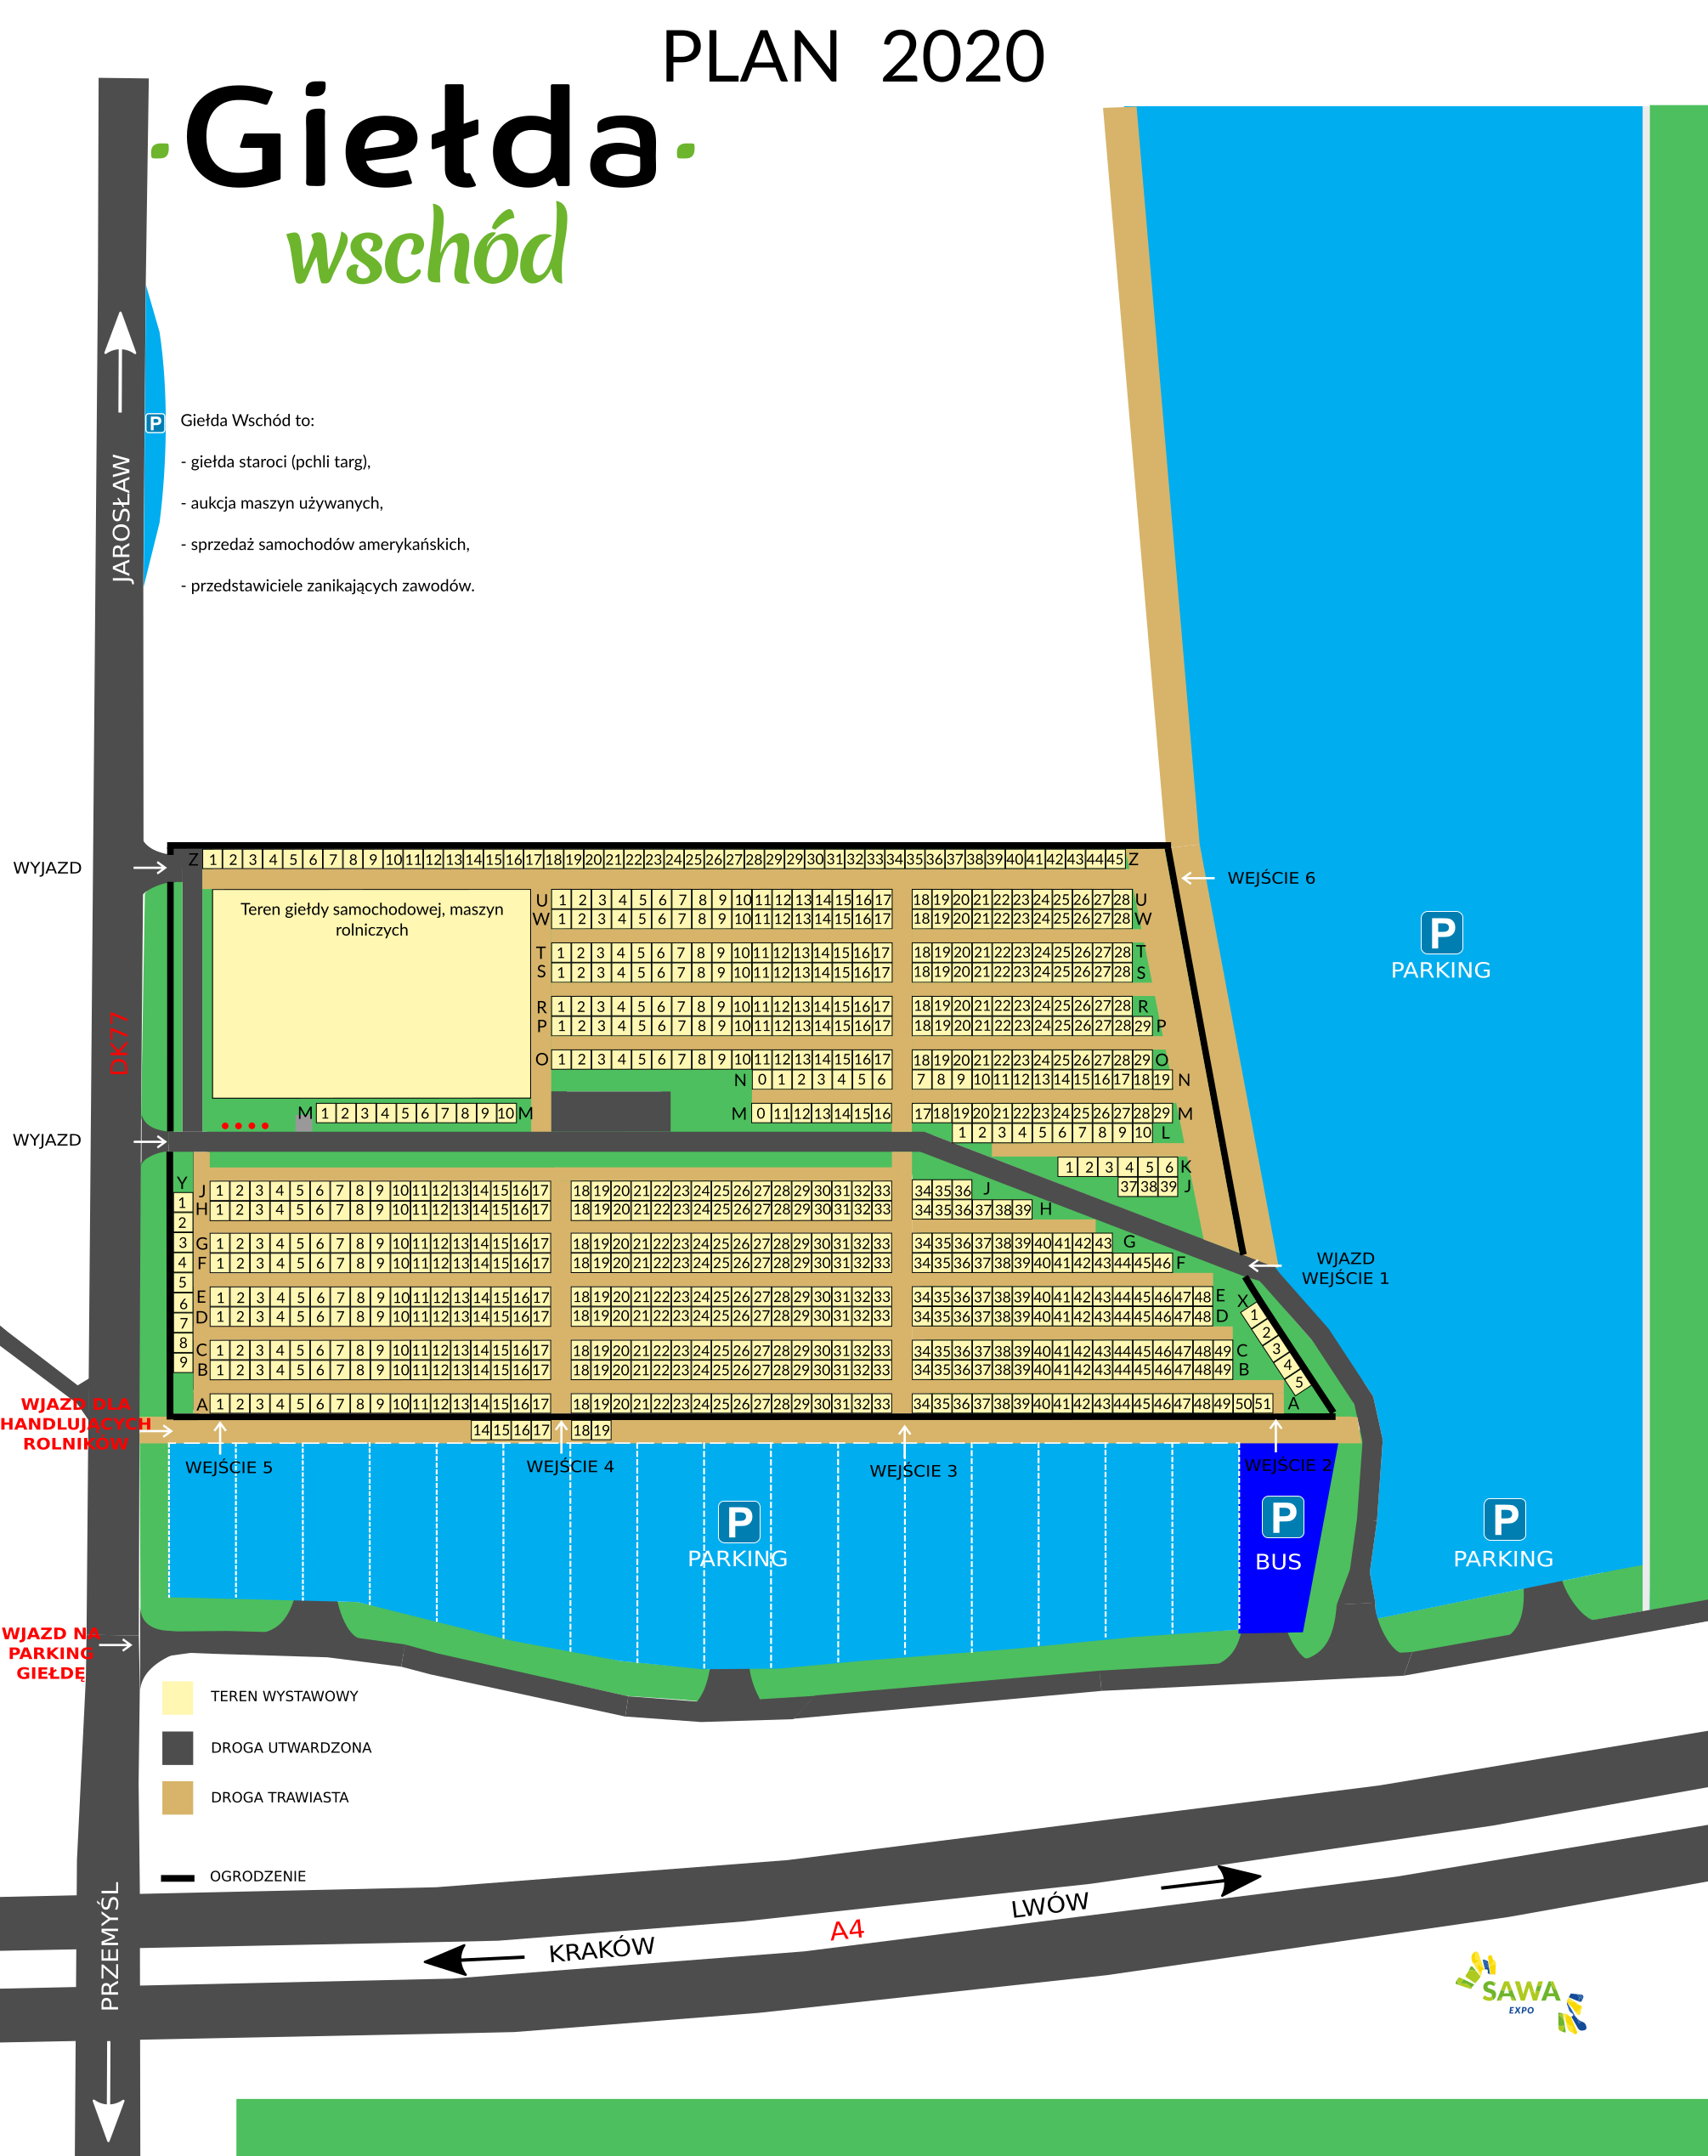 PLAN 2020
Giełda
wschód
P
Giełda Wschód to:
- giełda staroci (pchli targ),
- aukcja maszyn używanych,
- sprzedaż samochodów amerykańskich,
- przedstawiciele zanikających zawodów.
JAROSŁAW
WYJAZD
Z 1 2 3 4 5 6 7 8 9 10 11 12 13 14 15 16 17 18 19 20 21 22 23 24 25 26 27 28 29 29 30 31 32 33 34 35 36 37 38 39 40 41 42 43 44 45 Z
WEJŚCIE 6
Teren giełdy samochodowej, maszyn
rolniczych
U 1 2 3 4 5 6 7 8 9 10 11 12 13 14 15 16 17 18 19 20 21 22 23 24 25 26 27 28 U
W 1 2 3 4 5 6 7 8 9 10 11 12 13 14 15 16 17 18 19 20 21 22 23 24 25 26 27 28 W
T 1 2 3 4 5 6 7 8 9 10 11 12 13 14 15 16 17 18 19 20 21 22 23 24 25 26 27 28 T
S 1 2 3 4 5 6 7 8 9 10 11 12 13 14 15 16 17 18 19 20 21 22 23 24 25 26 27 28 S
R 1 2 3 4 5 6 7 8 9 10 11 12 13 14 15 16 17 18 19 20 21 22 23 24 25 26 27 28 R
P 1 2 3 4 5 6 7 8 9 10 11 12 13 14 15 16 17 18 19 20 21 22 23 24 25 26 27 28 29 P
O 1 2 3 4 5 6 7 8 9 10 11 12 13 14 15 16 17 18 19 20 21 22 23 24 25 26 27 28 29 O
N 0 1 2 3 4 5 6 7 8 9 10 11 12 13 14 15 16 17 18 19 N
M 1 2 3 4 5 6 7 8 9 10 M
M 0 11 12 13 14 15 16 17 18 19 20 21 22 23 24 25 26 27 28 29 M
1 2 3 4 5 6 7 8 9 10 L
P
PARKING
DK77
WYJAZD
1 2 3 4 5 6 K
37 38 39 J
Y
1
2
3
4
5
6
7
8
9
J 1 2 3 4 5 6 7 8 9 10 11 12 13 14 15 16 17 18 19 20 21 22 23 24 25 26 27 28 29 30 31 32 33 34 35 36 J
H 1 2 3 4 5 6 7 8 9 10 11 12 13 14 15 16 17 18 19 20 21 22 23 24 25 26 27 28 29 30 31 32 33 34 35 36 37 38 39 H
G 1 2 3 4 5 6 7 8 9 10 11 12 13 14 15 16 17 18 19 20 21 22 23 24 25 26 27 28 29 30 31 32 33 34 35 36 37 38 39 40 41 42 43 G
F 1 2 3 4 5 6 7 8 9 10 11 12 13 14 15 16 17 18 19 20 21 22 23 24 25 26 27 28 29 30 31 32 33 34 35 36 37 38 39 40 41 42 43 44 45 46 F
E 1 2 3 4 5 6 7 8 9 10 11 12 13 14 15 16 17 18 19 20 21 22 23 24 25 26 27 28 29 30 31 32 33 34 35 36 37 38 39 40 41 42 43 44 45 46 47 48 E
D 1 2 3 4 5 6 7 8 9 10 11 12 13 14 15 16 17 18 19 20 21 22 23 24 25 26 27 28 29 30 31 32 33 34 35 36 37 38 39 40 41 42 43 44 45 46 47 48 D
C 1 2 3 4 5 6 7 8 9 10 11 12 13 14 15 16 17 18 19 20 21 22 23 24 25 26 27 28 29 30 31 32 33 34 35 36 37 38 39 40 41 42 43 44 45 46 47 48 49 C
B 1 2 3 4 5 6 7 8 9 10 11 12 13 14 15 16 17 18 19 20 21 22 23 24 25 26 27 28 29 30 31 32 33 34 35 36 37 38 39 40 41 42 43 44 45 46 47 48 49 B
A 1 2 3 4 5 6 7 8 9 10 11 12 13 14 15 16 17 18 19 20 21 22 23 24 25 26 27 28 29 30 31 32 33 34 35 36 37 38 39 40 41 42 43 44 45 46 47 48 49 50 51 A
14 15 16 17 18 19
X
1
2
3
4
5
WJAZD
WEJŚCIE 1
WJAZD DLA
HANDLUJĄCYCH
ROLNIKÓW
WEJŚCIE 5
WEJŚCIE 4
WEJŚCIE 3
WEJŚCIE 2
P
PARKING
P
BUS
P
PARKING
WJAZD NA
PARKING
GIEŁDĘ
TEREN WYSTAWOWY
DROGA UTWARDZONA
DROGA TRAWIASTA
OGRODZENIE
PRZEMYŚL
KRAKÓW
A4
LWÓW
SAWA
EXPO